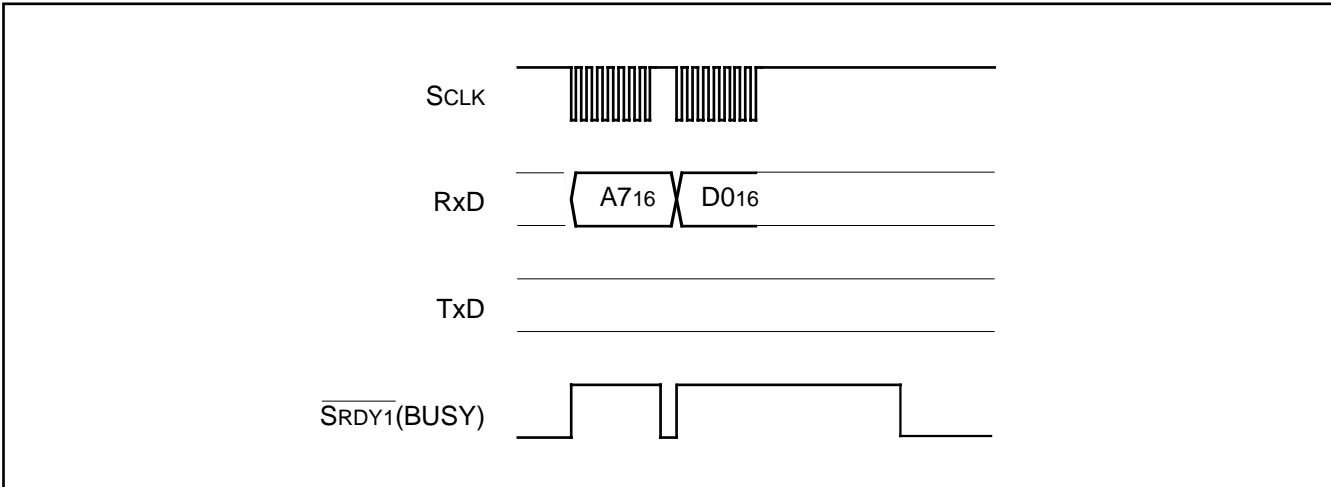 SCLK
RxD
A716
D016
TxD
SRDY1(BUSY)